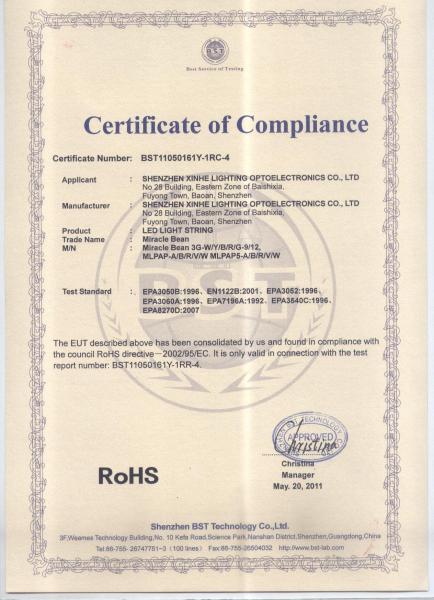 BST
Best Service of Testing
Certificate of Compliance
Certificate Number: BST11050161Y-1RC-4
Applicant : SHENZHEN XINHE LIGHTING OPTOELECTRONICS CO., LTD
No 28 Building, Eastern Zone of Baishixia,
Fuyong Town, Baoan, Shenzhen
Manufacturer : SHENZHEN XINHE LIGHTING OPTOELECTRONICS CO., LTD
No 28 Building, Eastern Zone of Baishixia,
Fuyong Town, Baoan, Shenzhen
Product : LED LIGHT STRING
Trade Name : Miracle Bean
M/N : Miracle Bean 3G-W/Y/B/R/G-9/12,
MLPAP-A/B/R/V/W MLPAP5-A/B/R/V/W
BST
Test Standard : EPA3050B:1996, EN1122B:2001, EPA3052:1996,
EPA3060A:1996, EPA7196A:1992, EPA3540C:1996,
EPA8270D:2007
The EUT described above has been consolidated by us and found in compliance with
the council RoHS directive—2002/95/EC. It is only valid in connection with the test
report number: BST11050161Y-1RR-4.
BST TECHNOLOGY CO
APPROVED
Christina
RoHS
Christina
Manager
May. 20, 2011
Shenzhen BST Technology Co.,Ltd.
3F,Weames Technology Building,No. 10 Kefa Road,Science Park,Nanshan District,Shenzhen,Guangdong,China
Tel:86-755- 26747751~3 (100 lines) Fax:86-755-26504032 http://www.bst-lab.com